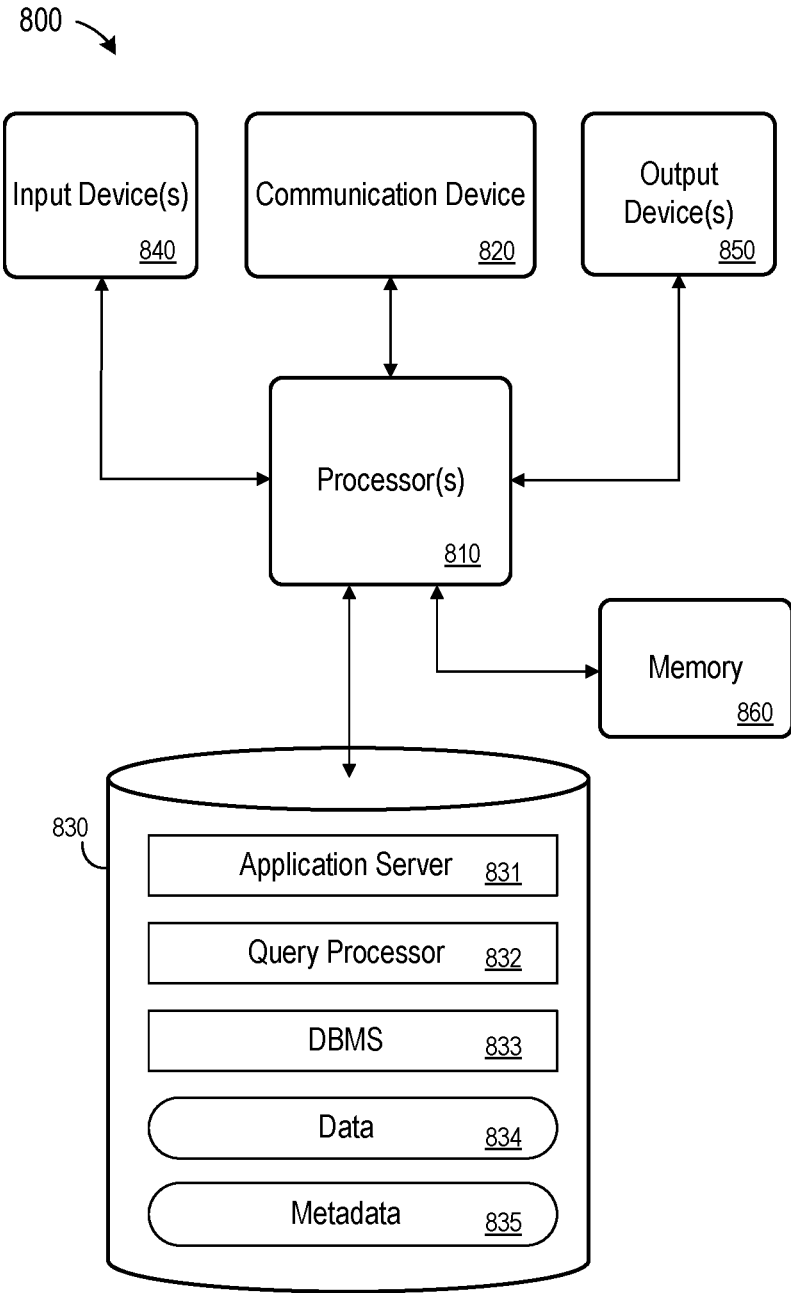 800
Input Device(s)
840
Communication Device
820
Output
Device(s)
850
Processor(s)
810
Memory
860
830
Application Server 831
Query Processor 832
DBMS 833
Data 834
Metadata 835